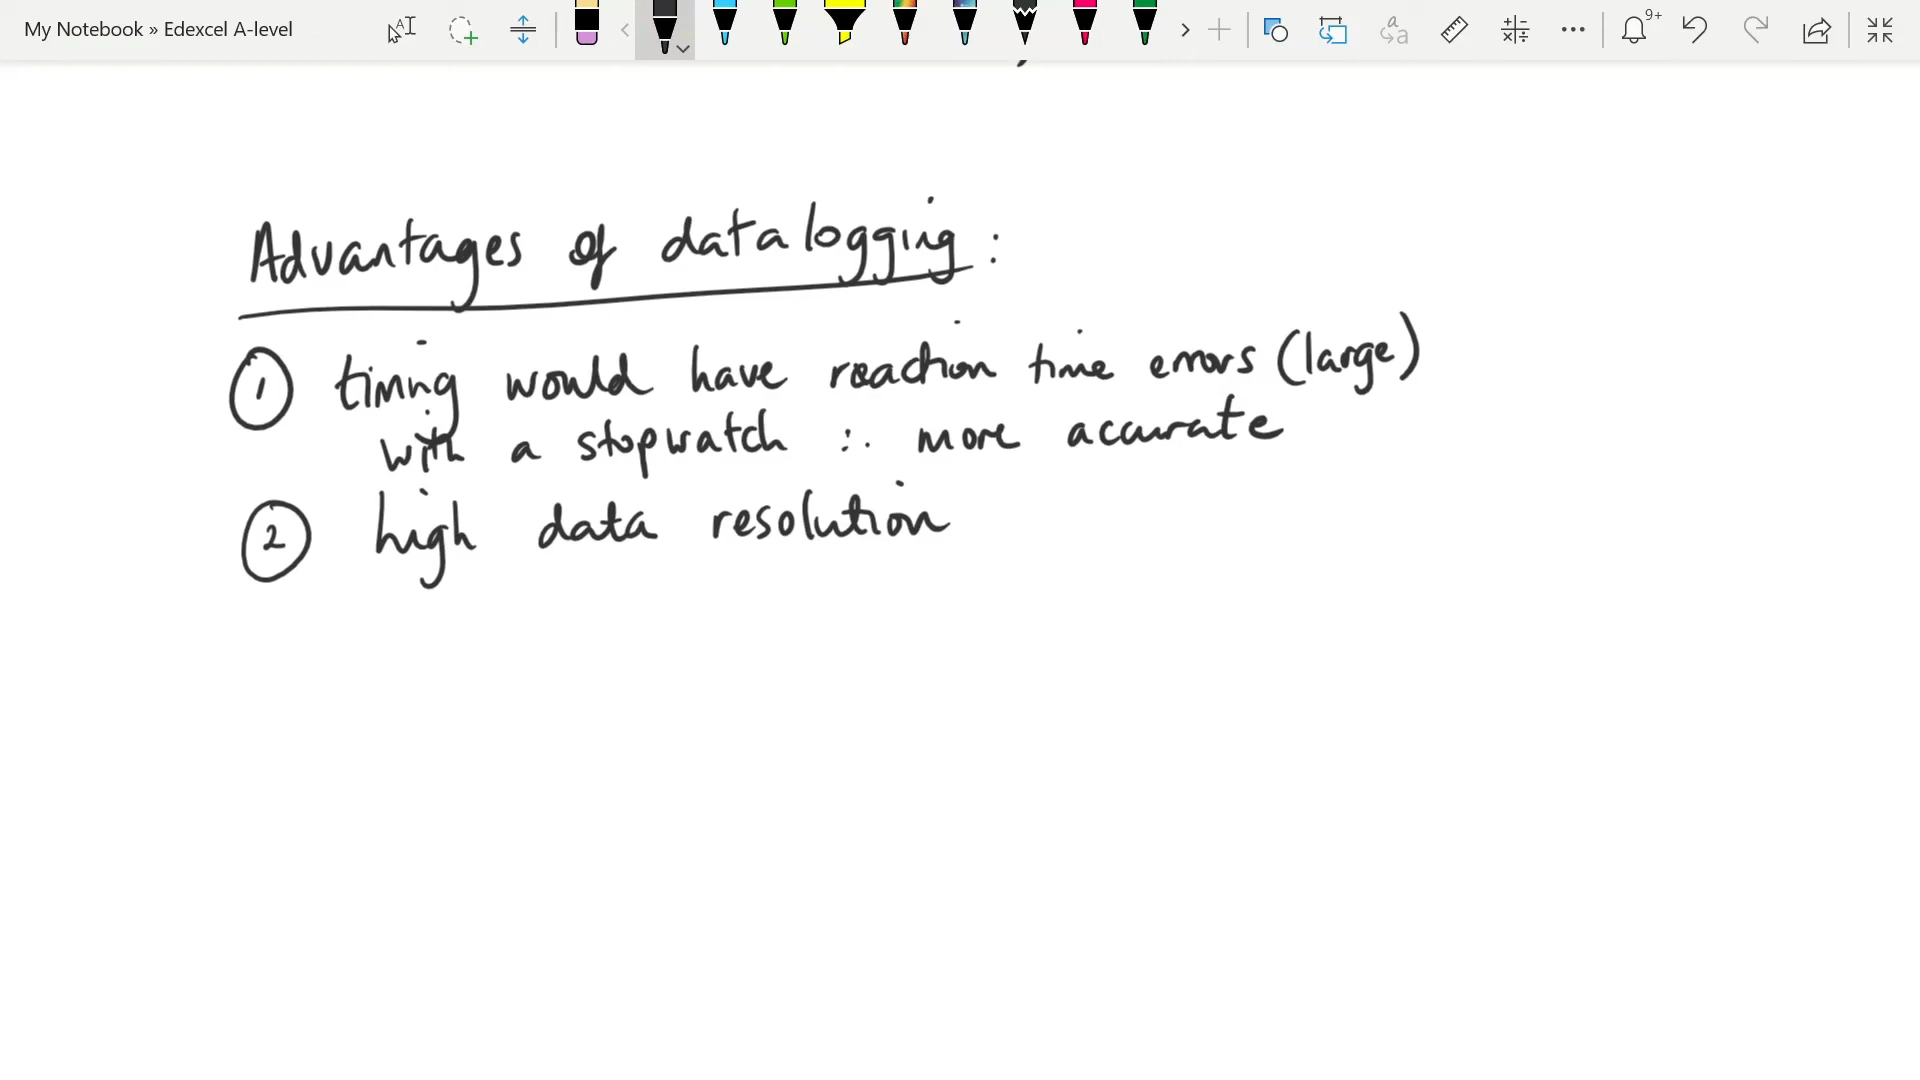 My Notebook » Edexcel A-level
9+
Advantages of datalogging :
① timing would have reaction time errors (large)
with a stopwatch ∴ more accurate
② high data resolution